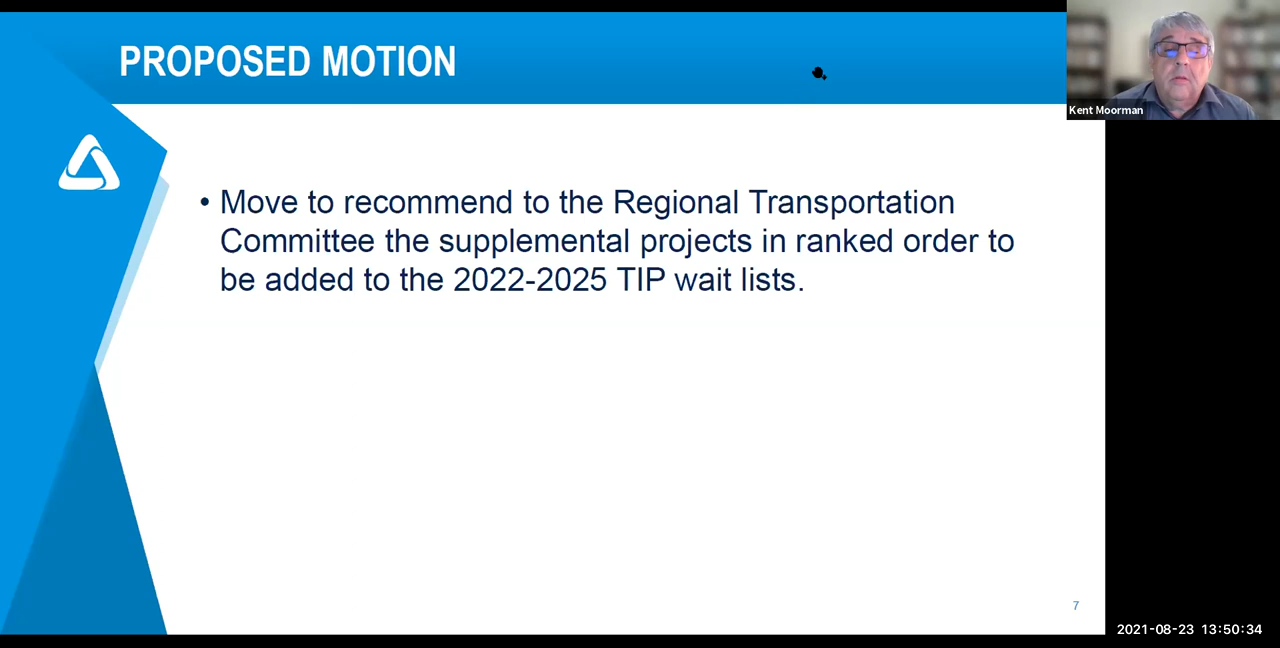 PROPOSED MOTION
Kent Moorman
• Move to recommend to the Regional Transportation
Committee the supplemental projects in ranked order to
be added to the 2022-2025 TIP wait lists.
7
2021-08-23 13:50:34